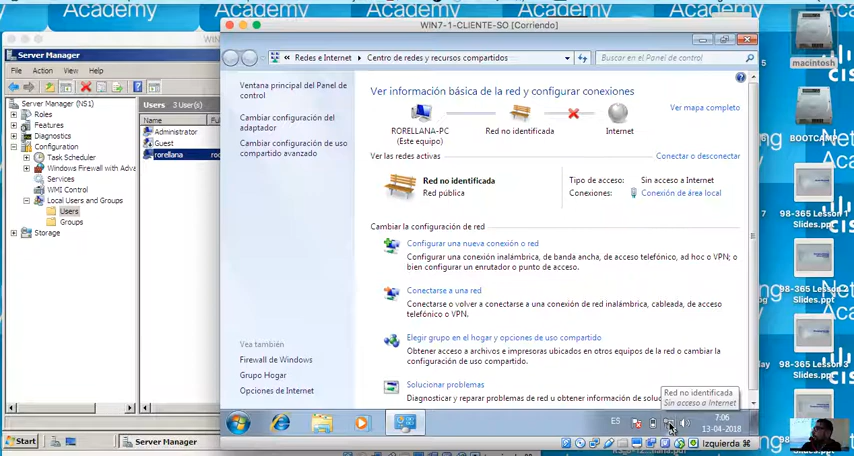 Academy
Academy
Academy
Academy
WIN
WIN7-1-CLIENTE-SO [Corriendo]
Server Manager
File Action View Help
Server Manager (NS1)
Roles
Features
Diagnostics
Configuration
Task Scheduler
Windows Firewall with Adva
Services
WMI Control
Local Users and Groups
Users
Groups
Storage
Users 3 User(s)
Name
Full
Administrator
Guest
rorellana
Start
Server Manager
Redes e Internet
Centro de redes y recursos compartidos
Buscar en el Panel de control
Ventana principal del Panel de
control
Cambiar configuración del
adaptador
Cambiar configuración de uso
compartido avanzado
Vea también
Firewall de Windows
Grupo Hogar
Opciones de Internet
Ver información básica de la red y configurar conexiones
Ver mapa completo
RORELLANA-PC
(Este equipo)
Red no identificada
Internet
Ver las redes activas
Conectar o desconectar
Red no identificada
Red pública
Tipo de acceso: Sin acceso a Internet
Conexiones: Conexión de área local
Cambiar la configuración de red
Configurar una nueva conexión o red
Configurar una conexión inalámbrica, de banda ancha, de acceso telefónico, ad hoc o VPN; o
bien configurar un enrutador o punto de acceso.
Conectarse a una red
Conectarse o volver a conectarse a una conexión de red inalámbrica, cableada, de acceso
telefónico o VPN.
Elegir grupo en el hogar y opciones de uso compartido
Obtener acceso a archivos e impresoras ubicados en otros equipos de la red o cambiar la
configuración de uso compartido.
Solucionar problemas
Diagnosticar y reparar problemas de red u obtener información de solu
Red no identificada
Sin acceso a Internet
ES
7:06
13-04-2018
Izquierda ⌘
macintosh
BOOTCAMP
98-365 Lesson 1
Slides.ppt
98-365 Lesson 2
Slides.ppt
98-365 Lesson 3
Slides.ppt